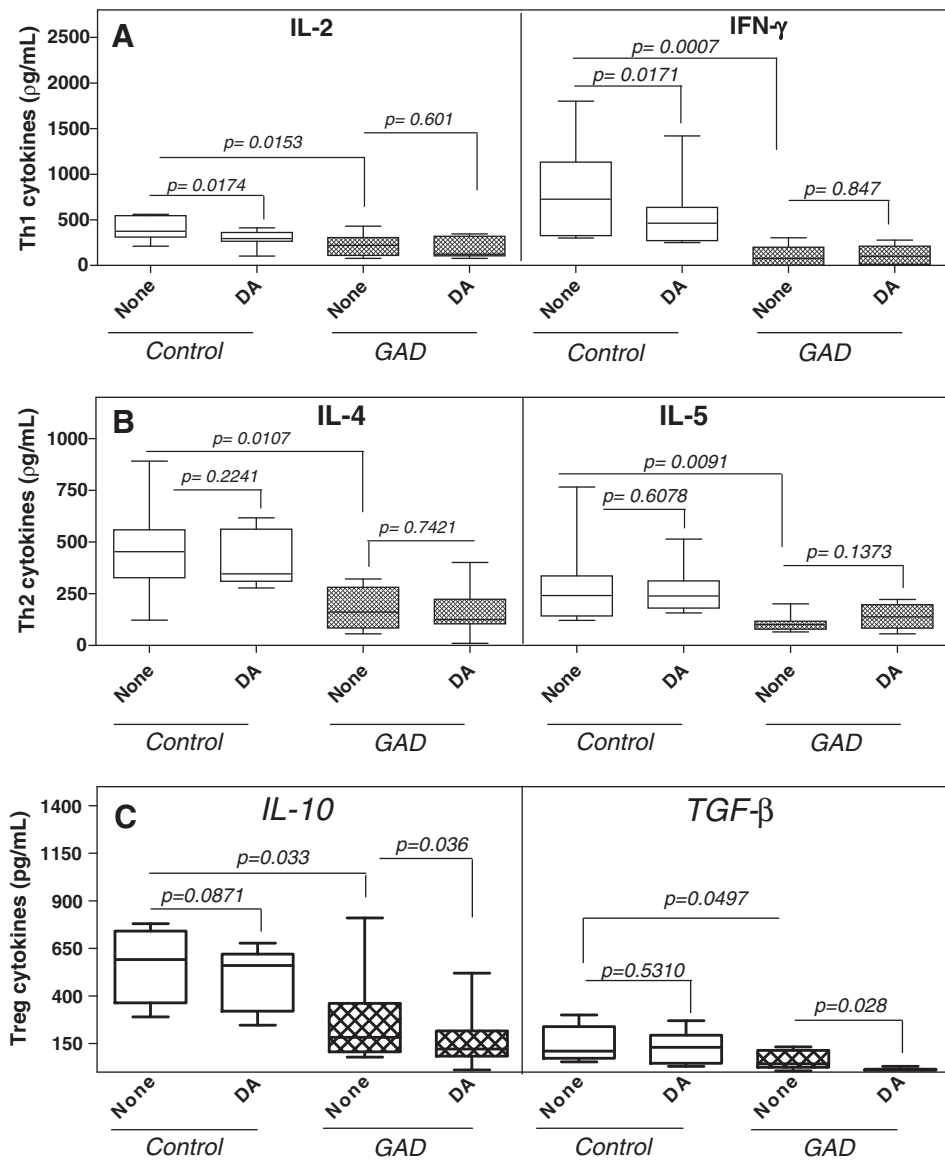 A
IL-2
IFN-γ
Th1 cytokines (ρg/mL)
2500
2000
1500
1000
500
0
p= 0.0007
p= 0.0171
p= 0.601
p= 0.0153
p= 0.0174
p= 0.847
None
DA
None
DA
None
DA
None
DA
Control
GAD
Control
GAD
B
IL-4
IL-5
Th2 cytokines (ρg/mL)
1000
750
500
250
0
p= 0.0107
p= 0.2241
p= 0.7421
p= 0.0091
p= 0.6078
p= 0.1373
None
DA
None
DA
None
DA
None
DA
Control
GAD
Control
GAD
C
IL-10
TGF-β
Treg cytokines (pg/mL)
1400
1150
900
650
400
150
p=0.033
p=0.036
p=0.0871
p=0.0497
p=0.5310
p=0.028
None
DA
None
DA
None
DA
None
DA
Control
GAD
Control
GAD